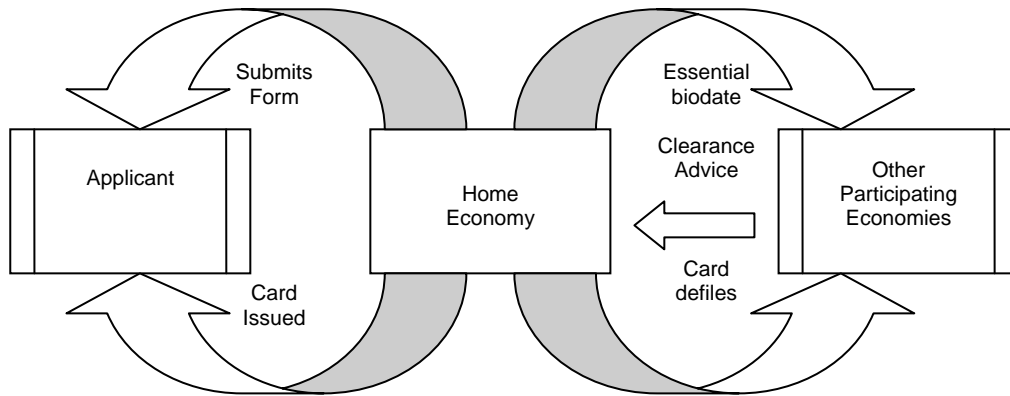 Submits
Form
Essential
biodate
Applicant
Home
Economy
Clearance
Advice
Other
Participating
Economies
Card
Issued
Card
defiles